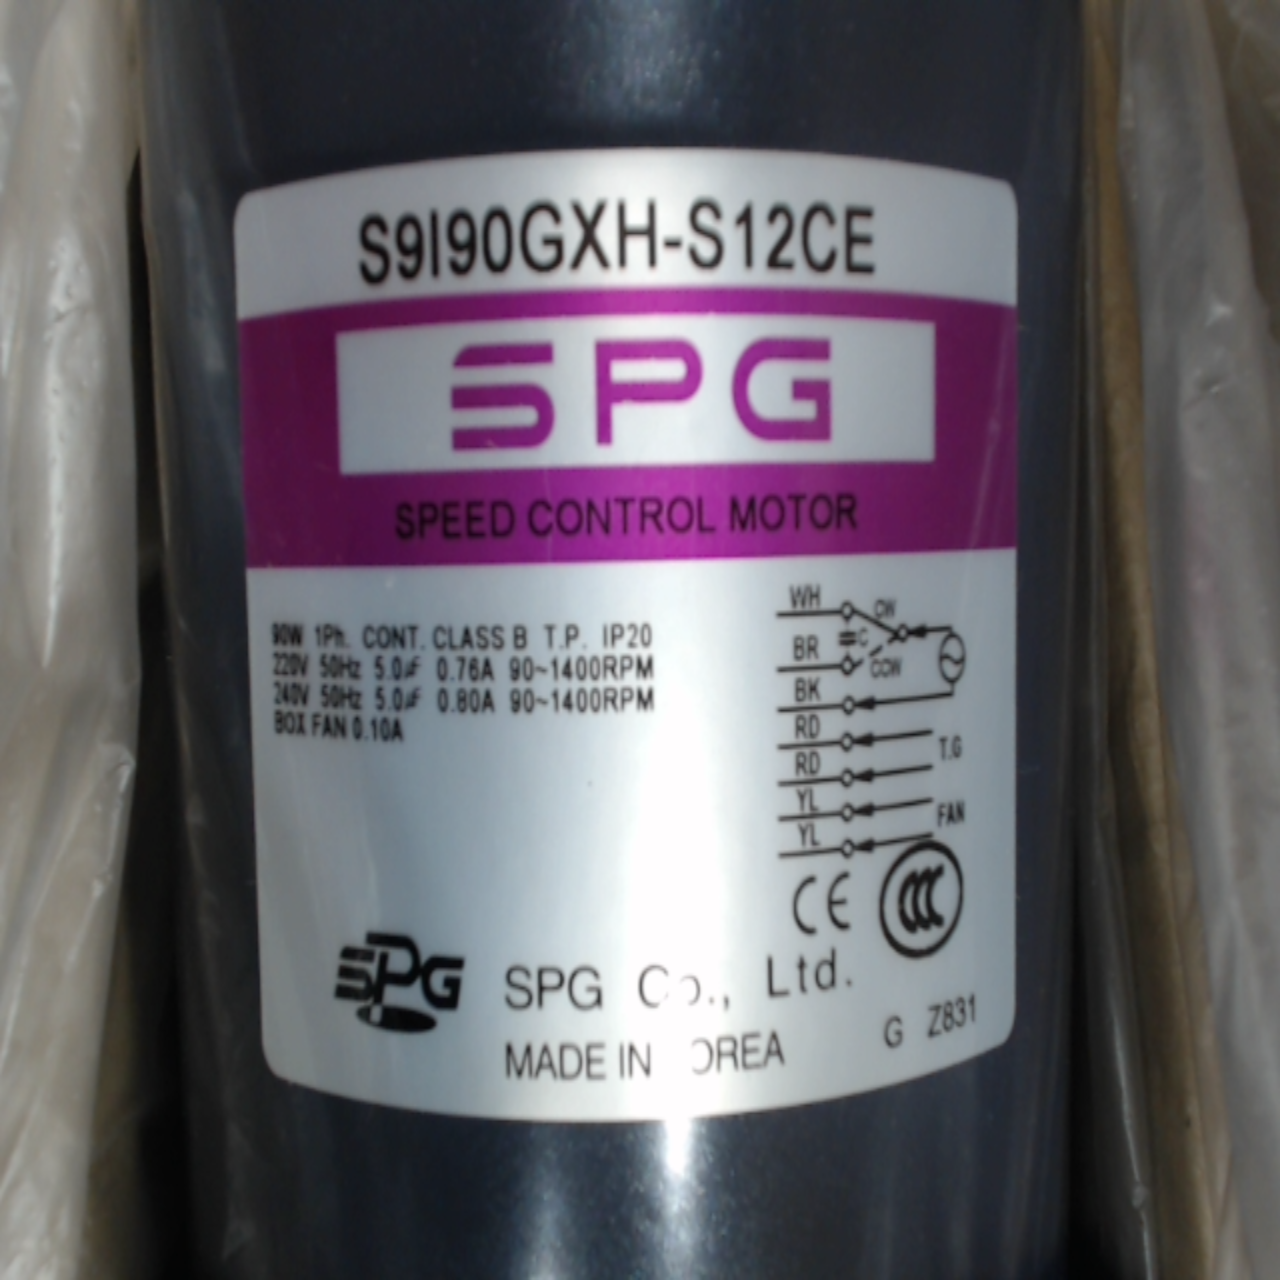 S9I90GXH-S12CE
SPG
SPEED CONTROL MOTOR
90W 1Ph. CONT. CLASS B T.P. IP20
220V 50Hz 5.0㎌ 0.76A 90~1400RPM
240V 50Hz 5.0㎌ 0.80A 90~1400RPM
BOX FAN 0.10A
WH CW
BR C CCW
BK
RD
RD T.G
YL
YL FAN
CE CCC
SPG SPG Co., Ltd.
MADE IN KOREA G Z831